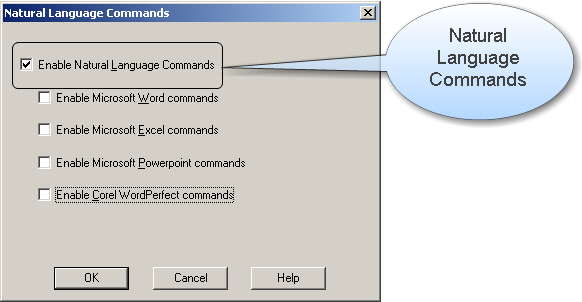 Natural Language Commands
Enable Natural Language Commands
Enable Microsoft Word commands
Enable Microsoft Excel commands
Enable Microsoft Powerpoint commands
Enable Corel WordPerfect commands
OK Cancel Help
Natural
Language
Commands